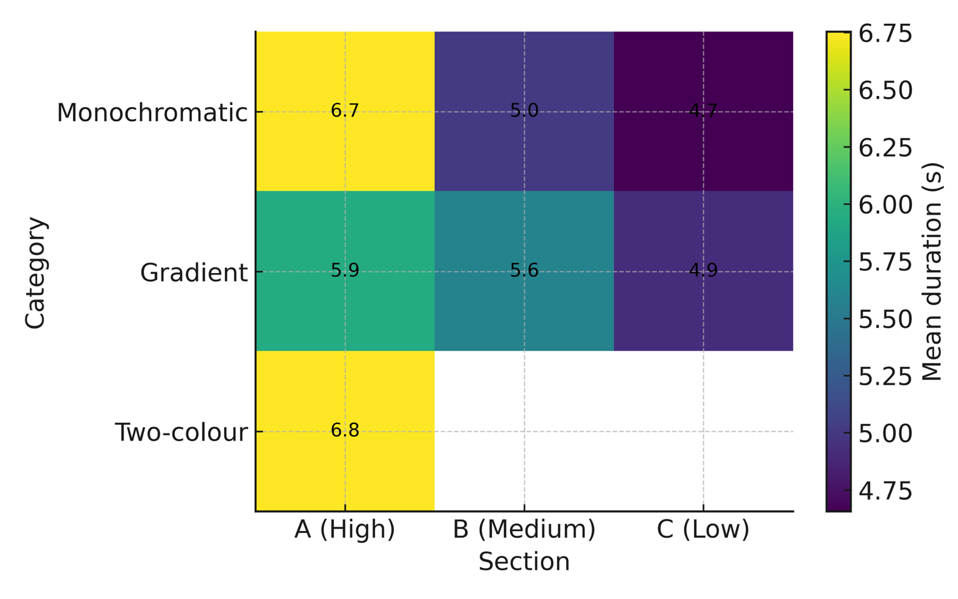 Monochromatic 6.7 5.0 4.7
Gradient 5.9 5.6 4.9
Two-colour 6.8
A (High) B (Medium) C (Low)
Section
Category
6.75
6.50
6.25
6.00
5.75
5.50
5.25
5.00
4.75
Mean duration (s)